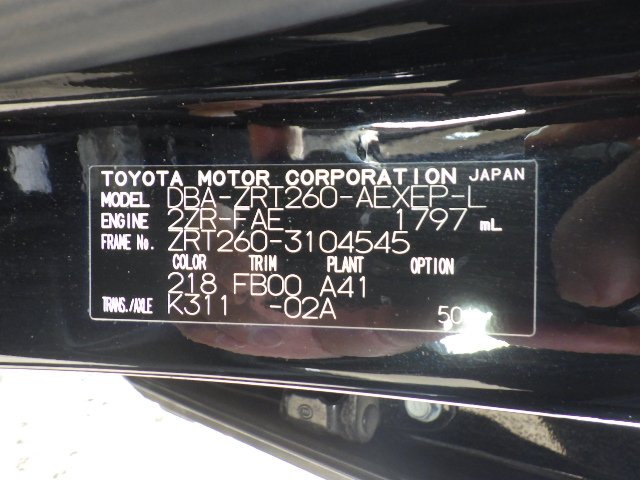 TOYOTA MOTOR CORPORATION JAPAN
MODEL DBA-ZRT260-AEXEP-L
ENGINE 2ZR-FAE 1797 mL
FRAME No. ZRT260-3104545
COLOR TRIM PLANT OPTION
218 FB00 A41
TRANS./AXLE K311 -02A